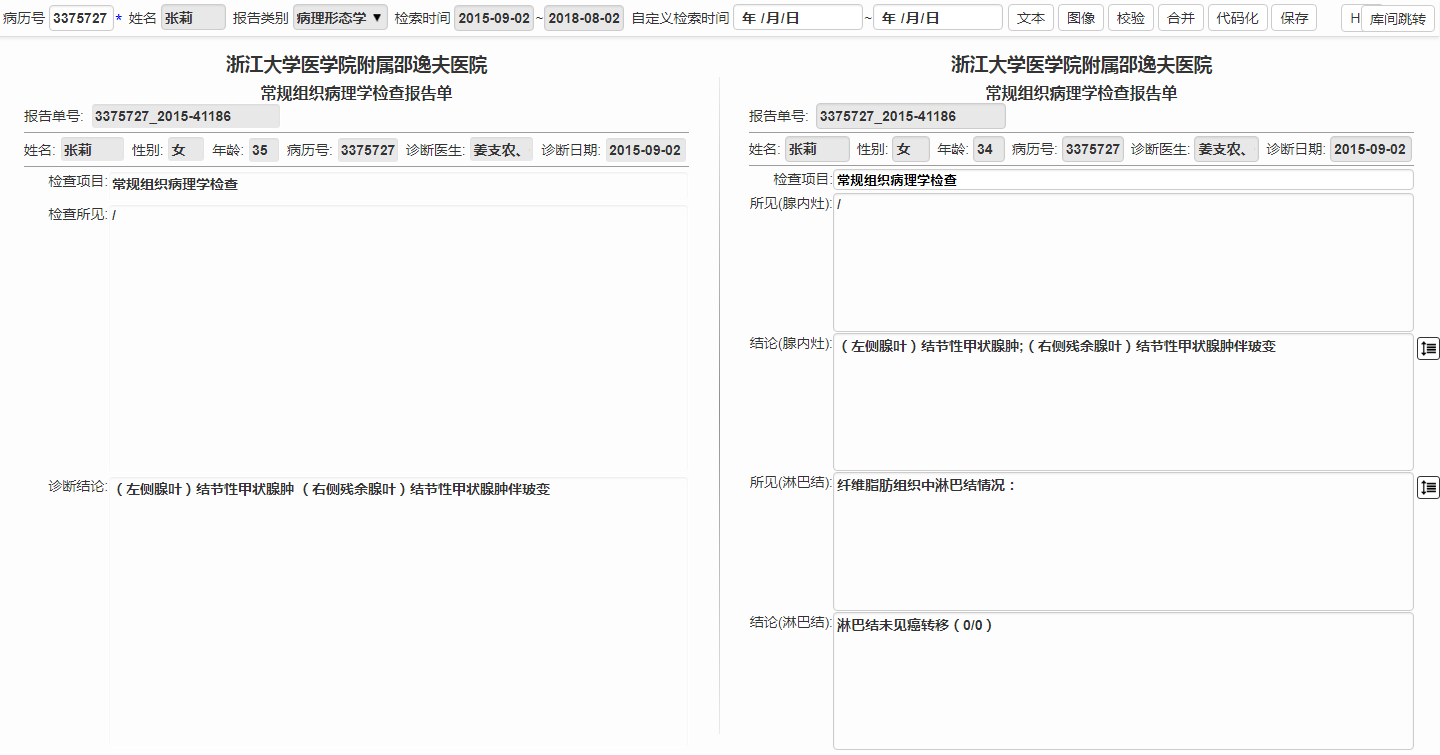 病历号 3375727 * 姓名 张莉 报告类别 病理形态学 ▼ 检索时间 2015-09-02 ~ 2018-08-02 自定义检索时间 年 /月/日 ~ 年 /月/日 文本 图像 校验 合并 代码化 保存 H 库间跳转
浙江大学医学院附属邵逸夫医院
常规组织病理学检查报告单
报告单号: 3375727_2015-41186
姓名: 张莉 性别: 女 年龄: 35 病历号: 3375727 诊断医生: 姜支农、 诊断日期: 2015-09-02
检查项目: 常规组织病理学检查
检查所见: /
诊断结论: （左侧腺叶）结节性甲状腺肿 （右侧残余腺叶）结节性甲状腺肿伴玻变
浙江大学医学院附属邵逸夫医院
常规组织病理学检查报告单
报告单号: 3375727_2015-41186
姓名: 张莉 性别: 女 年龄: 34 病历号: 3375727 诊断医生: 姜支农、 诊断日期: 2015-09-02
检查项目: 常规组织病理学检查
所见(腺内灶): /
结论(腺内灶): （左侧腺叶）结节性甲状腺肿;（右侧残余腺叶）结节性甲状腺肿伴玻变
所见(淋巴结): 纤维脂肪组织中淋巴结情况：
结论(淋巴结): 淋巴结未见癌转移（0/0）